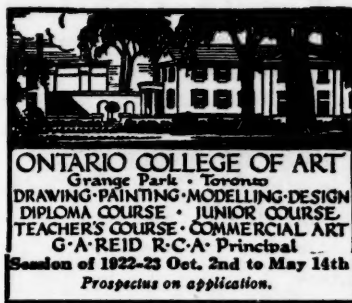 ONTARIO COLLEGE OF ART
Grange Park · Toronto
DRAWING·PAINTING·MODELLING·DESIGN
DIPLOMA COURSE · JUNIOR COURSE
TEACHER'S COURSE · COMMERCIAL ART
G·A·REID R·C·A· Principal
Session of 1922-23 Oct. 2nd to May 14th
Prospectus on application.